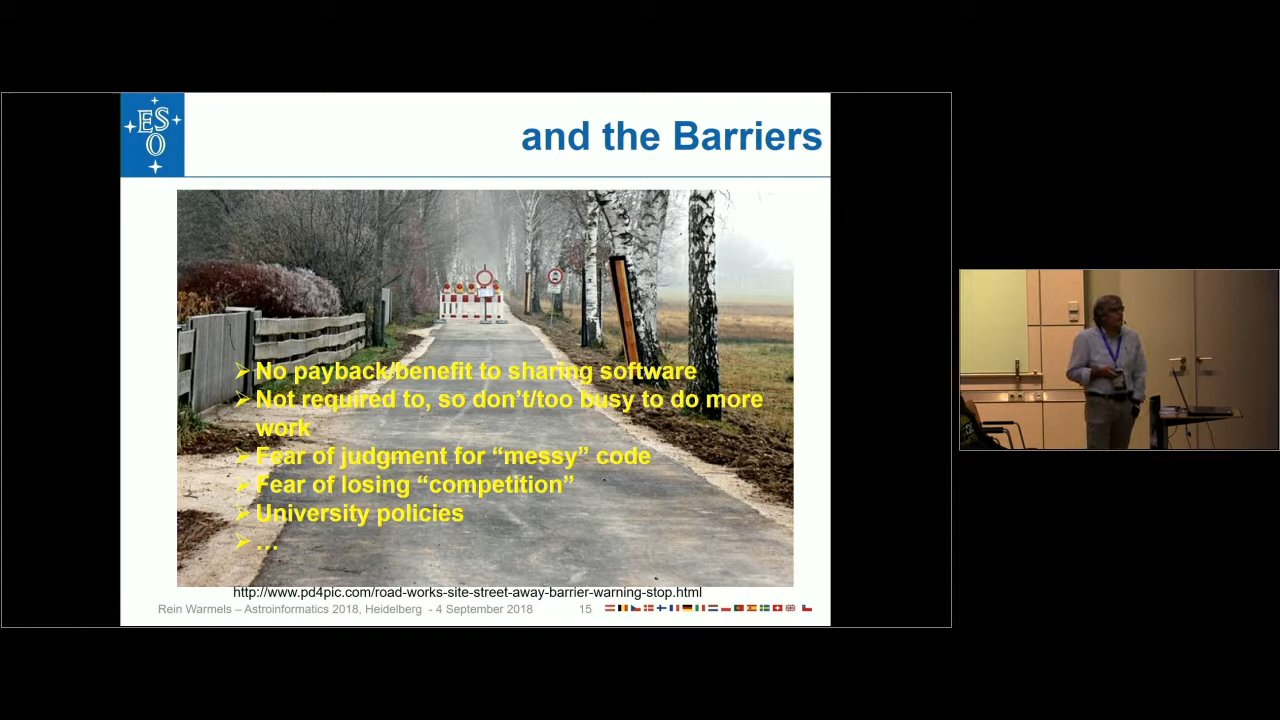 ES
O
and the Barriers
➢ No payback/benefit to sharing software
➢ Not required to, so don't/too busy to do more
work
➢ Fear of judgment for “messy” code
➢ Fear of losing “competition”
➢ University policies
➢ ...
http://www.pd4pic.com/road-works-site-street-away-barrier-warning-stop.html
Rein Warmels – Astroinformatics 2018, Heidelberg - 4 September 2018
15